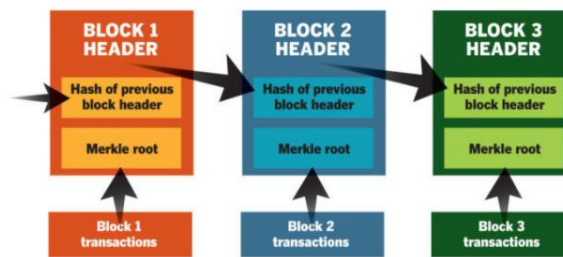 BLOCK 1
HEADER
Hash of previous
block header
Merkle root
Block 1
transactions
BLOCK 2
HEADER
Hash of previous
block header
Merkle root
Block 2
transactions
BLOCK 3
HEADER
Hash of previous
block header
Merkle root
Block 3
transactions